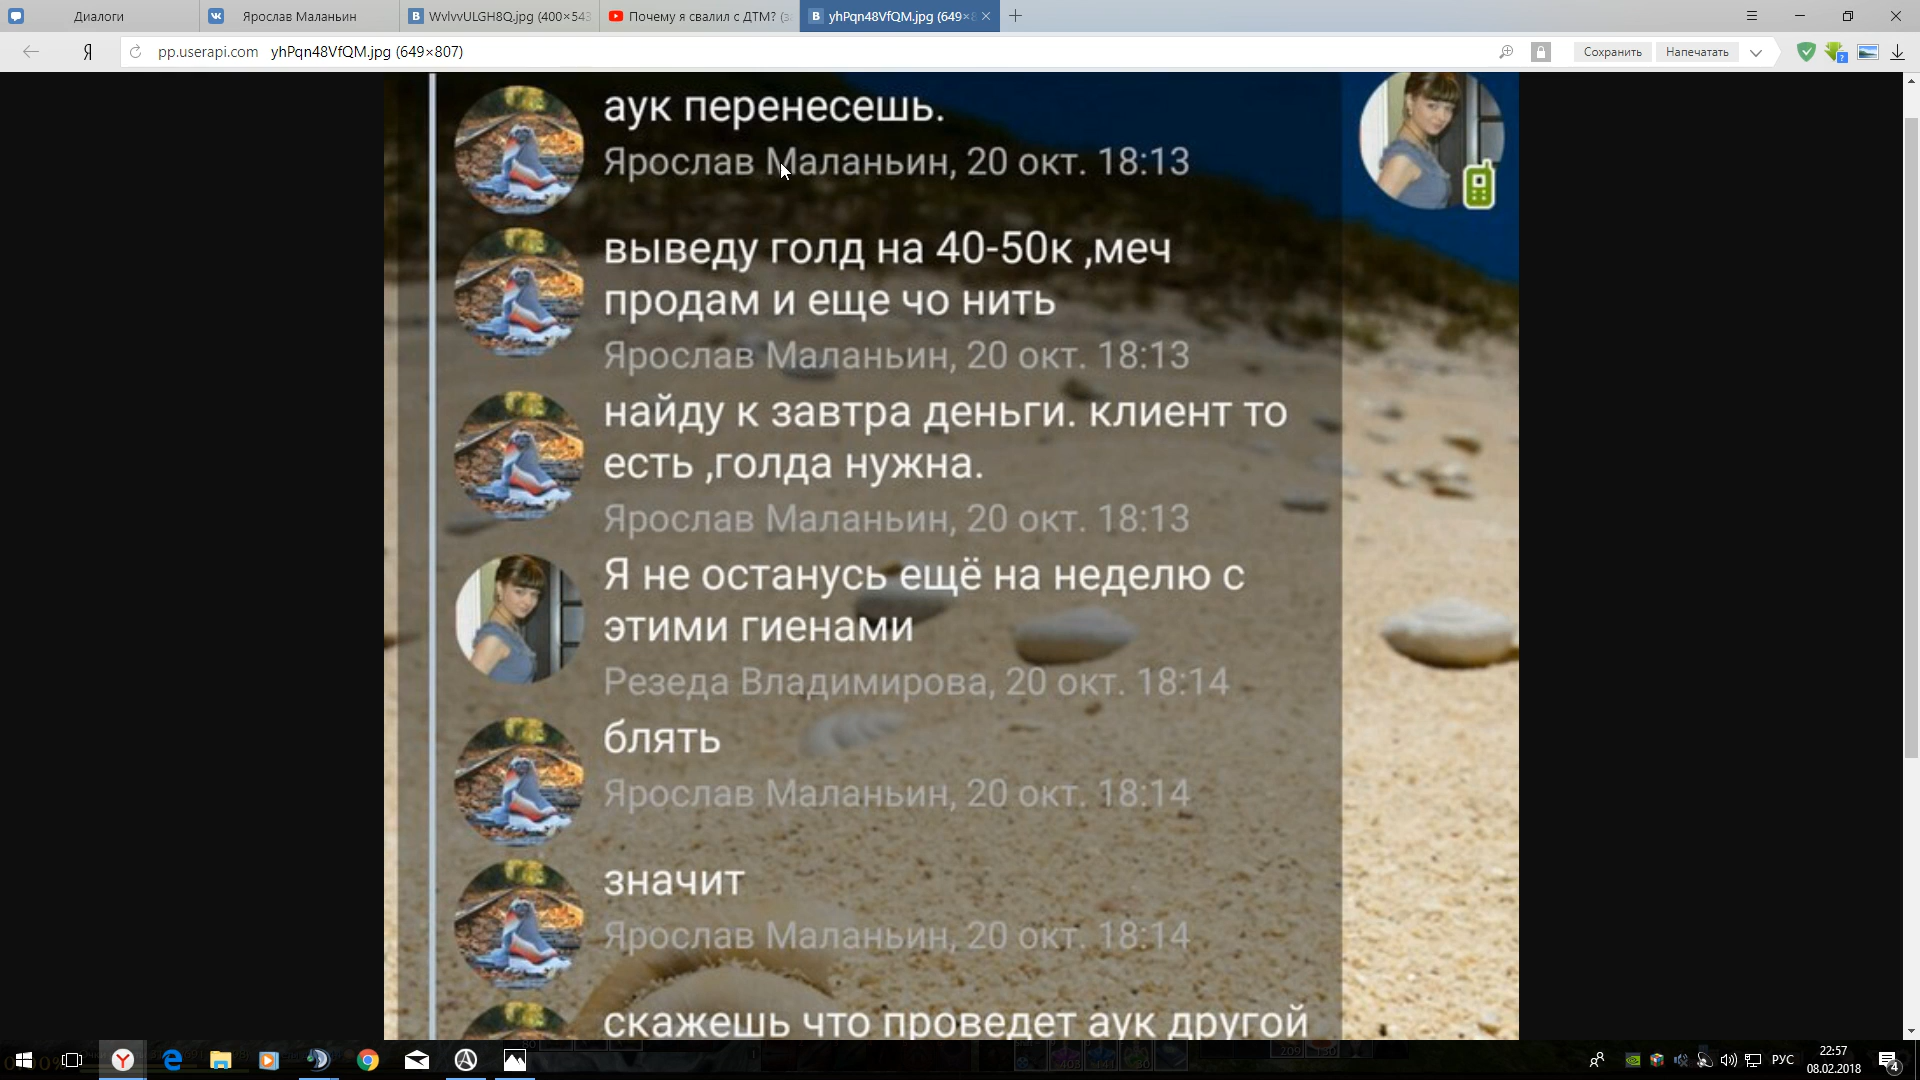 Диалоги
Ярослав Маланьин
WvlvvULGH8Q.jpg (400×543
Почему я свалил с ДТМ? (з
yhPqn48VfQM.jpg (649×8
Я
pp.userapi.com yhPqn48VfQM.jpg (649×807)
Сохранить
Напечатать
аук перенесешь.
Ярослав Маланьин, 20 окт. 18:13
выведу голд на 40-50к ,меч
продам и еще чо нить
Ярослав Маланьин, 20 окт. 18:13
найду к завтра деньги. клиент то
есть ,голда нужна.
Ярослав Маланьин, 20 окт. 18:13
Я не останусь ещё на неделю с
этими гиенами
Резеда Владимирова, 20 окт. 18:14
блять
Ярослав Маланьин, 20 окт. 18:14
значит
Ярослав Маланьин, 20 окт. 18:14
скажешь что проведет аук другой
РУС
22:57
08.02.2018
4